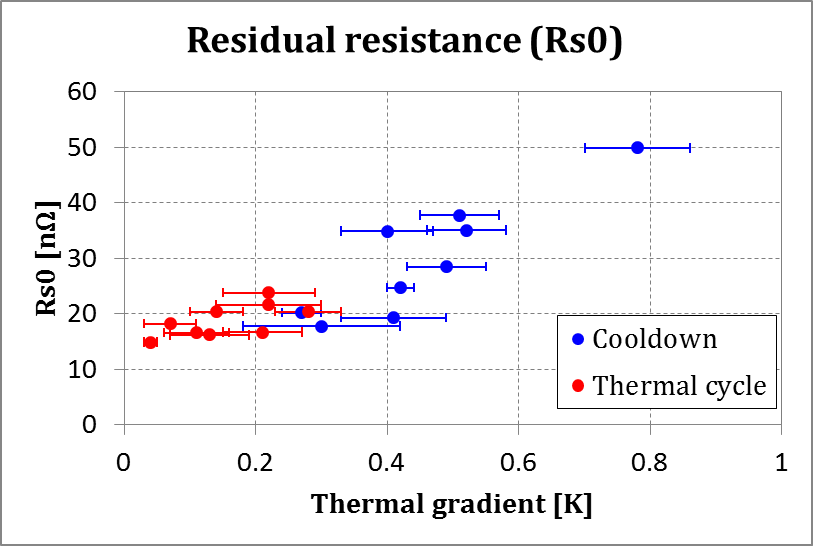 Residual resistance (Rs0)
60
50
40
30
20
10
0
Rs0 [nΩ]
0 0.2 0.4 0.6 0.8 1
Thermal gradient [K]
Cooldown
Thermal cycle